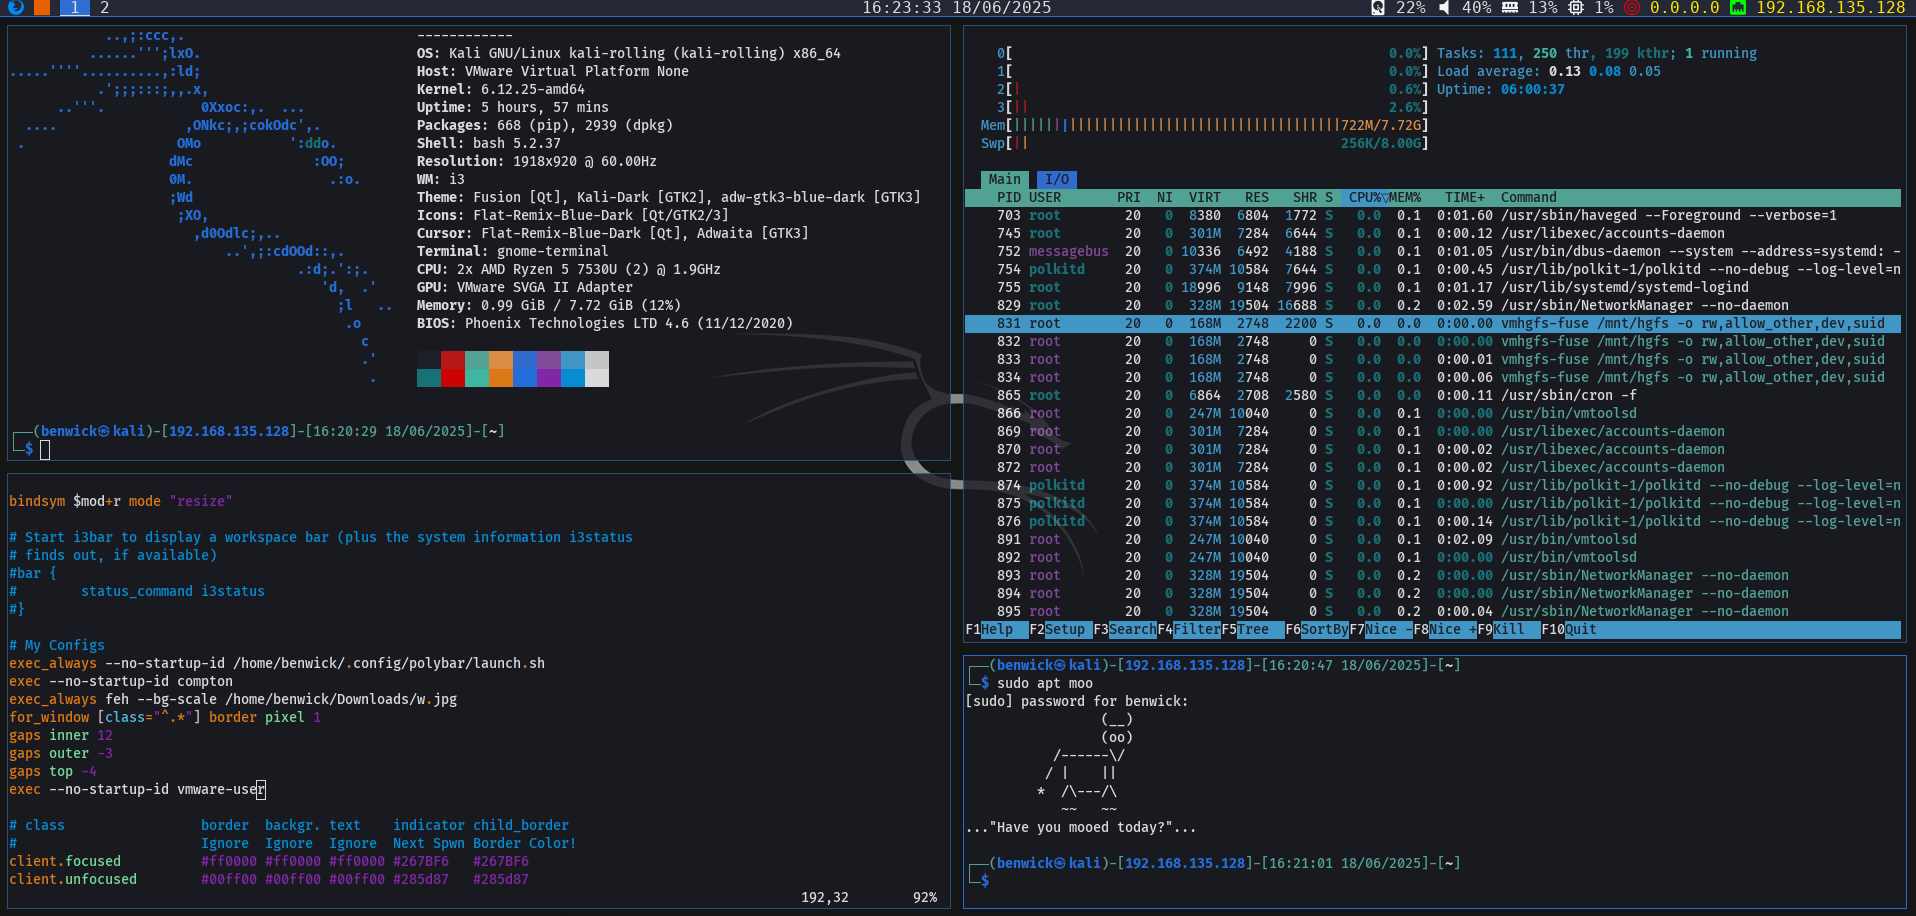 1 2 16:23:33 18/06/2025 22% 40% 13% 1% 0.0.0.0 192.168.135.128
..,;:ccc,.
......''';lxO.
.....''''..........,:ld;
.';;;:::;,,.x,
..'''. 0Xxoc:,. ...
.... ,ONkc;,;cokOdc',.
. OMo ':ddo.
dMc :OO;
0M. .:o.
;Wd
;XO,
,d0Odlc;,..
..',;:cdOOd::,.
.:d;.':;.
'd, .'
;l ..
.o
c
.'
.
------------
OS: Kali GNU/Linux kali-rolling (kali-rolling) x86_64
Host: VMware Virtual Platform None
Kernel: 6.12.25-amd64
Uptime: 5 hours, 57 mins
Packages: 668 (pip), 2939 (dpkg)
Shell: bash 5.2.37
Resolution: 1918x920 @ 60.00Hz
WM: i3
Theme: Fusion [Qt], Kali-Dark [GTK2], adw-gtk3-blue-dark [GTK3]
Icons: Flat-Remix-Blue-Dark [Qt/GTK2/3]
Cursor: Flat-Remix-Blue-Dark [Qt], Adwaita [GTK3]
Terminal: gnome-terminal
CPU: 2x AMD Ryzen 5 7530U (2) @ 1.9GHz
GPU: VMware SVGA II Adapter
Memory: 0.99 GiB / 7.72 GiB (12%)
BIOS: Phoenix Technologies LTD 4.6 (11/12/2020)
┌──(benwick㉿kali)-[192.168.135.128]-[16:20:29 18/06/2025]-[~]
└─$
bindsym $mod+r mode "resize"
# Start i3bar to display a workspace bar (plus the system information i3status
# finds out, if available)
#bar {
#        status_command i3status
#}
# My Configs
exec_always --no-startup-id /home/benwick/.config/polybar/launch.sh
exec --no-startup-id compton
exec_always feh --bg-scale /home/benwick/Downloads/w.jpg
for_window [class="^.*"] border pixel 1
gaps inner 12
gaps outer -3
gaps top -4
exec --no-startup-id vmware-user
# class border backgr. text indicator child_border
# Ignore Ignore Ignore Next Spwn Border Color!
client.focused #ff0000 #ff0000 #ff0000 #267BF6 #267BF6
client.unfocused #00ff00 #00ff00 #00ff00 #285d87 #285d87
192,32 92%
0[ 0.0%] Tasks: 111, 250 thr, 199 kthr; 1 running
1[ 0.0%] Load average: 0.13 0.08 0.05
2[| 0.6%] Uptime: 06:00:37
3[|| 2.6%]
Mem[|||||||||||||||||||||||||||||||||||||||||722M/7.72G]
Swp[|| 256K/8.00G]
Main I/O
PID USER PRI NI VIRT RES SHR S CPU%▽MEM% TIME+ Command
703 root 20 0 8380 6804 1772 S 0.0 0.1 0:01.60 /usr/sbin/haveged --Foreground --verbose=1
745 root 20 0 301M 7284 6644 S 0.0 0.1 0:00.12 /usr/libexec/accounts-daemon
752 messagebus 20 0 10336 6492 4188 S 0.0 0.1 0:01.05 /usr/bin/dbus-daemon --system --address=systemd: -
754 polkitd 20 0 374M 10584 7644 S 0.0 0.1 0:00.45 /usr/lib/polkit-1/polkitd --no-debug --log-level=n
755 root 20 0 18996 9148 7996 S 0.0 0.1 0:01.17 /usr/lib/systemd/systemd-logind
829 root 20 0 328M 19504 16688 S 0.0 0.2 0:02.59 /usr/sbin/NetworkManager --no-daemon
831 root 20 0 168M 2748 2200 S 0.0 0.0 0:00.00 vmhgfs-fuse /mnt/hgfs -o rw,allow_other,dev,suid
832 root 20 0 168M 2748 0 S 0.0 0.0 0:00.00 vmhgfs-fuse /mnt/hgfs -o rw,allow_other,dev,suid
833 root 20 0 168M 2748 0 S 0.0 0.0 0:00.01 vmhgfs-fuse /mnt/hgfs -o rw,allow_other,dev,suid
834 root 20 0 168M 2748 0 S 0.0 0.0 0:00.06 vmhgfs-fuse /mnt/hgfs -o rw,allow_other,dev,suid
865 root 20 0 6864 2708 2580 S 0.0 0.0 0:00.11 /usr/sbin/cron -f
866 root 20 0 247M 10040 0 S 0.0 0.1 0:00.00 /usr/bin/vmtoolsd
869 root 20 0 301M 7284 0 S 0.0 0.1 0:00.00 /usr/libexec/accounts-daemon
870 root 20 0 301M 7284 0 S 0.0 0.1 0:00.02 /usr/libexec/accounts-daemon
872 root 20 0 301M 7284 0 S 0.0 0.1 0:00.02 /usr/libexec/accounts-daemon
874 polkitd 20 0 374M 10584 0 S 0.0 0.1 0:00.92 /usr/lib/polkit-1/polkitd --no-debug --log-level=n
875 polkitd 20 0 374M 10584 0 S 0.0 0.1 0:00.00 /usr/lib/polkit-1/polkitd --no-debug --log-level=n
876 polkitd 20 0 374M 10584 0 S 0.0 0.1 0:00.14 /usr/lib/polkit-1/polkitd --no-debug --log-level=n
891 root 20 0 247M 10040 0 S 0.0 0.1 0:02.09 /usr/bin/vmtoolsd
892 root 20 0 247M 10040 0 S 0.0 0.1 0:00.00 /usr/bin/vmtoolsd
893 root 20 0 328M 19504 0 S 0.0 0.2 0:00.00 /usr/sbin/NetworkManager --no-daemon
894 root 20 0 328M 19504 0 S 0.0 0.2 0:00.00 /usr/sbin/NetworkManager --no-daemon
895 root 20 0 328M 19504 0 S 0.0 0.2 0:00.04 /usr/sbin/NetworkManager --no-daemon
F1Help F2Setup F3SearchF4FilterF5Tree F6SortByF7Nice -F8Nice +F9Kill F10Quit
┌──(benwick㉿kali)-[192.168.135.128]-[16:20:47 18/06/2025]-[~]
└─$ sudo apt moo
[sudo] password for benwick:
                 (__)
                 (oo)
           /------\/
          / |    ||
         *  /\---/\
            ~~   ~~
..."Have you mooed today?"...
┌──(benwick㉿kali)-[192.168.135.128]-[16:21:01 18/06/2025]-[~]
└─$